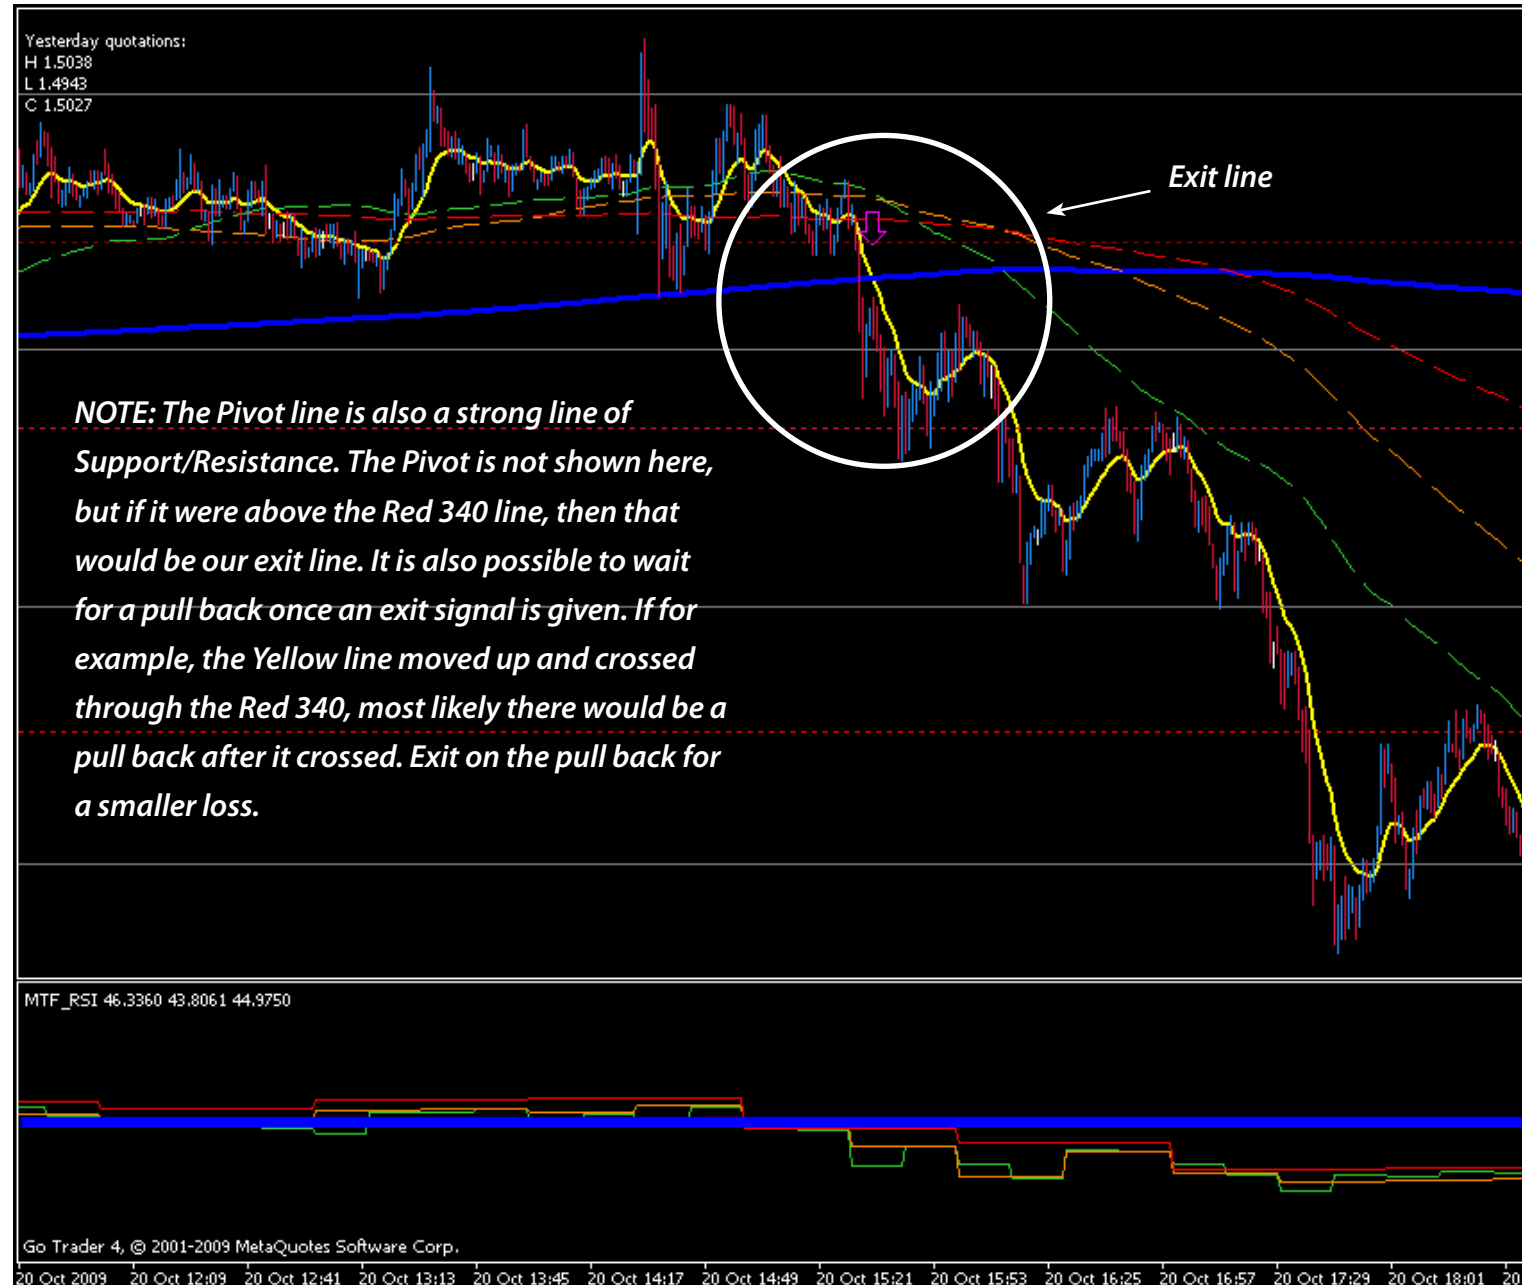 Yesterday quotations:
H 1.5038
L 1.4943
C 1.5027
Exit line
NOTE: The Pivot line is also a strong line of
Support/Resistance. The Pivot is not shown here,
but if it were above the Red 340 line, then that
would be our exit line. It is also possible to wait
for a pull back once an exit signal is given. If for
example, the Yellow line moved up and crossed
through the Red 340, most likely there would be a
pull back after it crossed. Exit on the pull back for
a smaller loss.
MTF_RSI 46.3360 43.8061 44.9750
Go Trader 4, © 2001-2009 MetaQuotes Software Corp.
20 Oct 2009 20 Oct 12:09 20 Oct 12:41 20 Oct 13:13 20 Oct 13:45 20 Oct 14:17 20 Oct 14:49 20 Oct 15:21 20 Oct 15:53 20 Oct 16:25 20 Oct 16:57 20 Oct 17:29 20 Oct 18:01